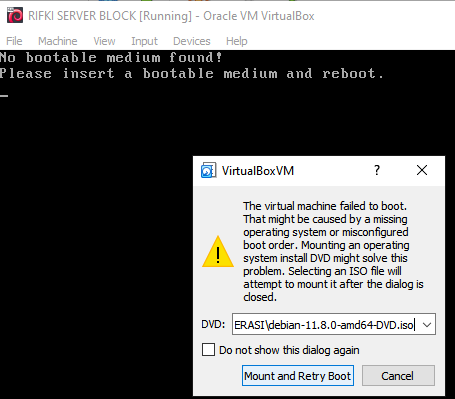 RIFKI SERVER BLOCK [Running] - Oracle VM VirtualBox
File Machine View Input Devices
No bootable medium found!
Please insert a bootable medium and reboot.
_
VirtualBoxVM
The virtual machine failed to boot.
That might be caused by a missing
operating system or misconfigured
boot order. Mounting an operating
system install DVD might solve this
problem. Selecting an ISO file will
attempt to mount it after the dialog is
closed.
DVD: ERASI\debian-11.8.0-amd64-DVD.iso
Do not show this dialog again
Mount and Retry Boot Cancel